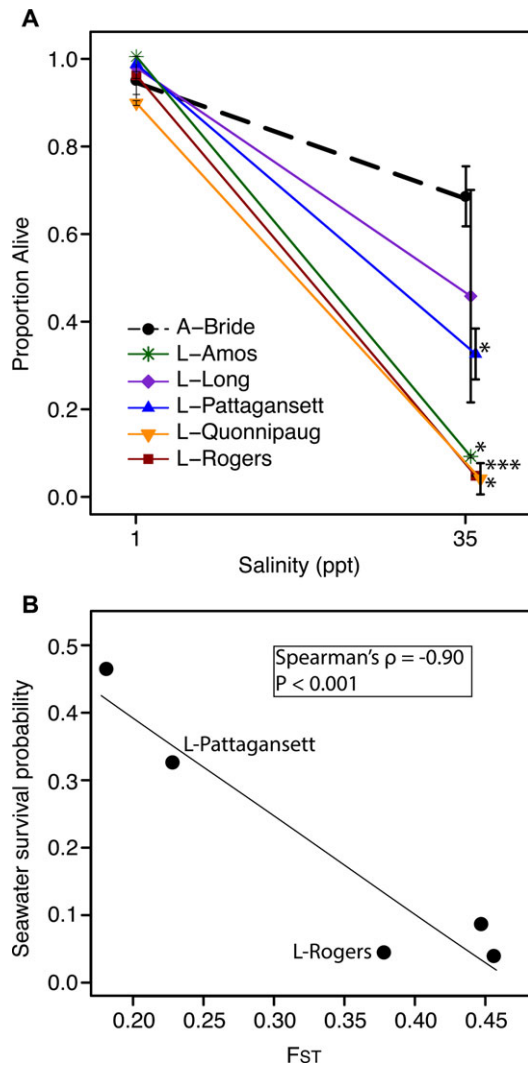 A
1.0
0.8
0.6
0.4
0.2
0.0
Proportion Alive
A–Bride
L–Amos
L–Long
L–Pattagansett
L–Quonnipaug
L–Rogers
*
*
***
*
1 35
Salinity (ppt)
B
0.5
0.4
0.3
0.2
0.1
0.0
Seawater survival probability
Spearman's ρ = -0.90
P < 0.001
L-Pattagansett
L-Rogers
0.20 0.25 0.30 0.35 0.40 0.45
FST